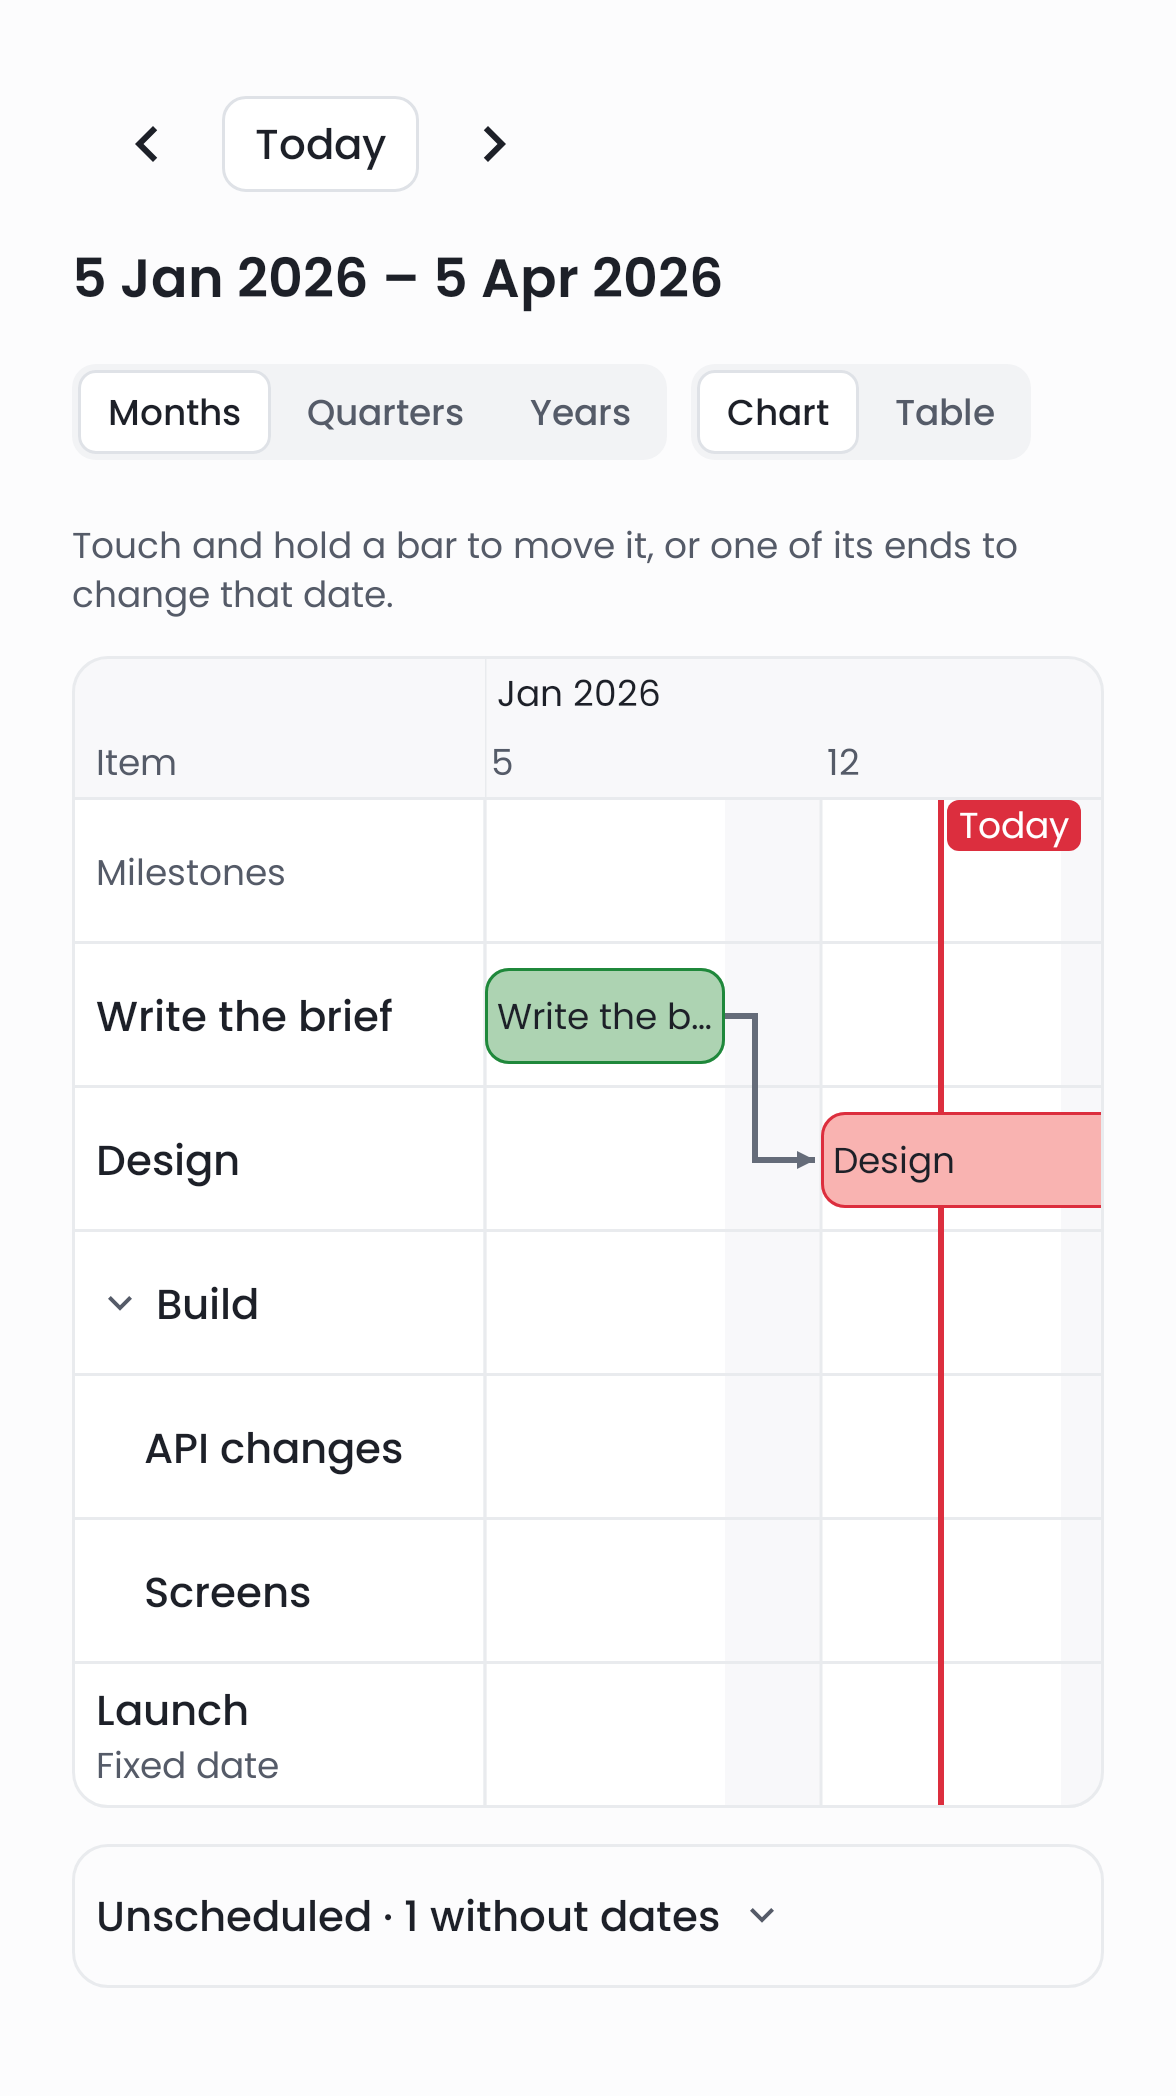 Today
5 Jan 2026 – 5 Apr 2026
Months Quarters Years Chart Table
Touch and hold a bar to move it, or one of its ends to
change that date.
Jan 2026
Item 5 12
Today
Milestones
Write the brief Write the b...
Design Design
Build
API changes
Screens
Launch
Fixed date
Unscheduled · 1 without dates